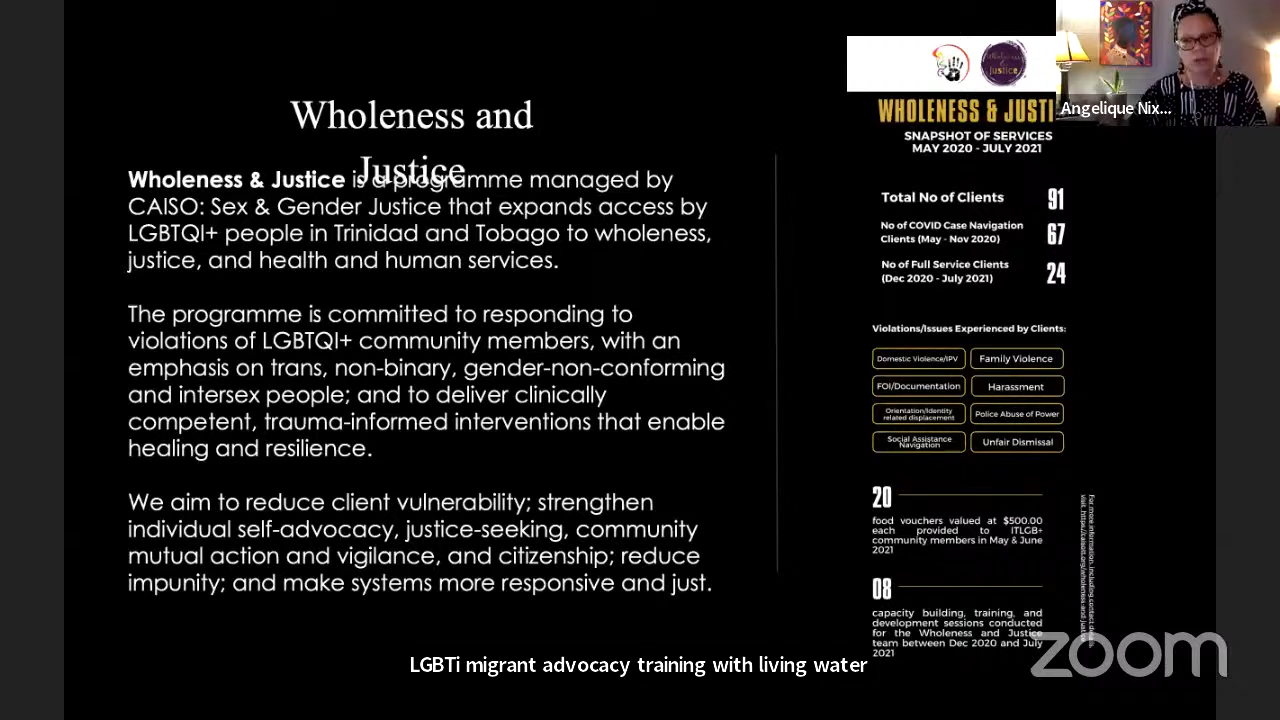 Wholeness and
Justice
Wholeness & Justice is a programme managed by
CAISO: Sex & Gender Justice that expands access by
LGBTQI+ people in Trinidad and Tobago to wholeness,
justice, and health and human services.
The programme is committed to responding to
violations of LGBTQI+ community members, with an
emphasis on trans, non-binary, gender-non-conforming
and intersex people; and to deliver clinically
competent, trauma-informed interventions that enable
healing and resilience.
We aim to reduce client vulnerability; strengthen
individual self-advocacy, justice-seeking, community
mutual action and vigilance, and citizenship; reduce
impunity; and make systems more responsive and just.
justice
Angelique Nix...
WHOLENESS & JUSTI
SNAPSHOT OF SERVICES
MAY 2020 - JULY 2021
Total No of Clients 91
No of COVID Case Navigation
Clients (May - Nov 2020) 67
No of Full Service Clients
(Dec 2020 - July 2021) 24
Violations/Issues Experienced by Clients:
Domestic Violence/IPV Family Violence
FOI/Documentation Harassment
Orientation/Identity
related displacement
Police Abuse of Power
Social Assistance
Navigation
Unfair Dismissal
20
food vouchers valued at $500.00
each provided to ITLGB+
community members in May & June
2021
08
capacity building, training, and
development sessions conducted
for the Wholeness and Justice
team between Dec 2020 and July
2021
For more information, including contact
LGBTi migrant advocacy training with living water
zoom